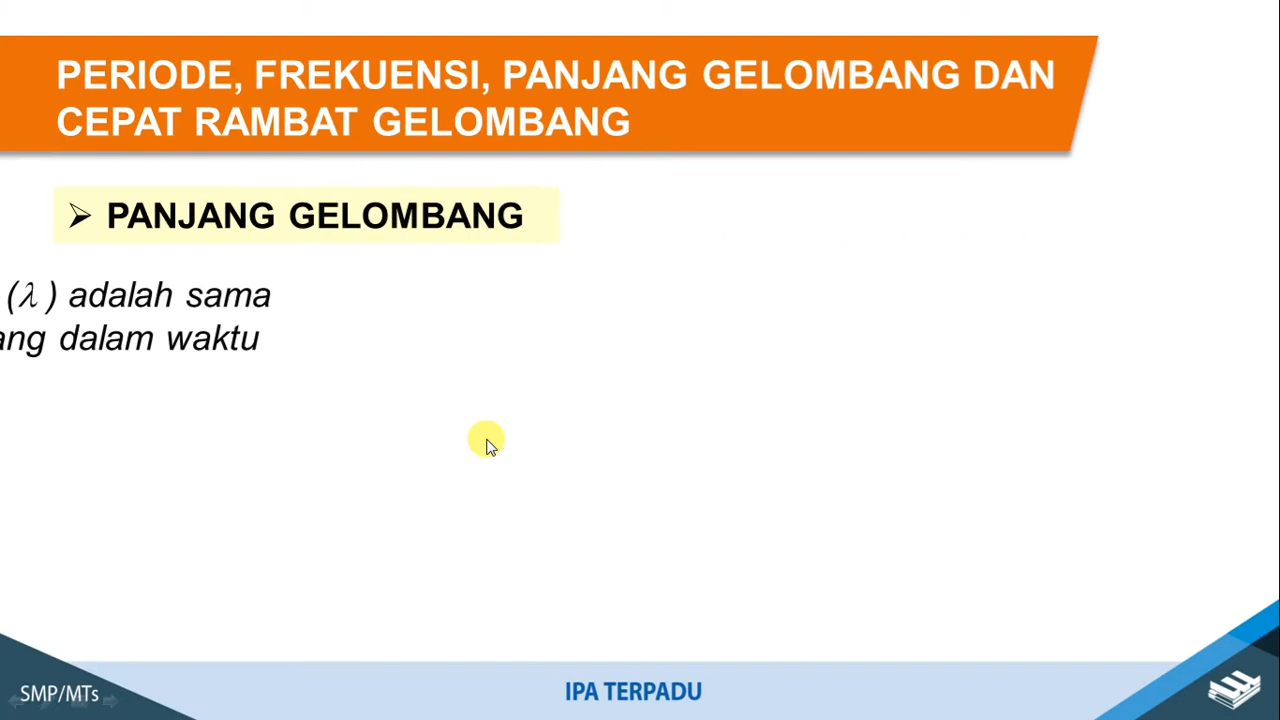 PERIODE, FREKUENSI, PANJANG GELOMBANG DAN
CEPAT RAMBAT GELOMBANG
➢ PANJANG GELOMBANG
(λ) adalah sama
ang dalam waktu
SMP/MTs
IPA TERPADU